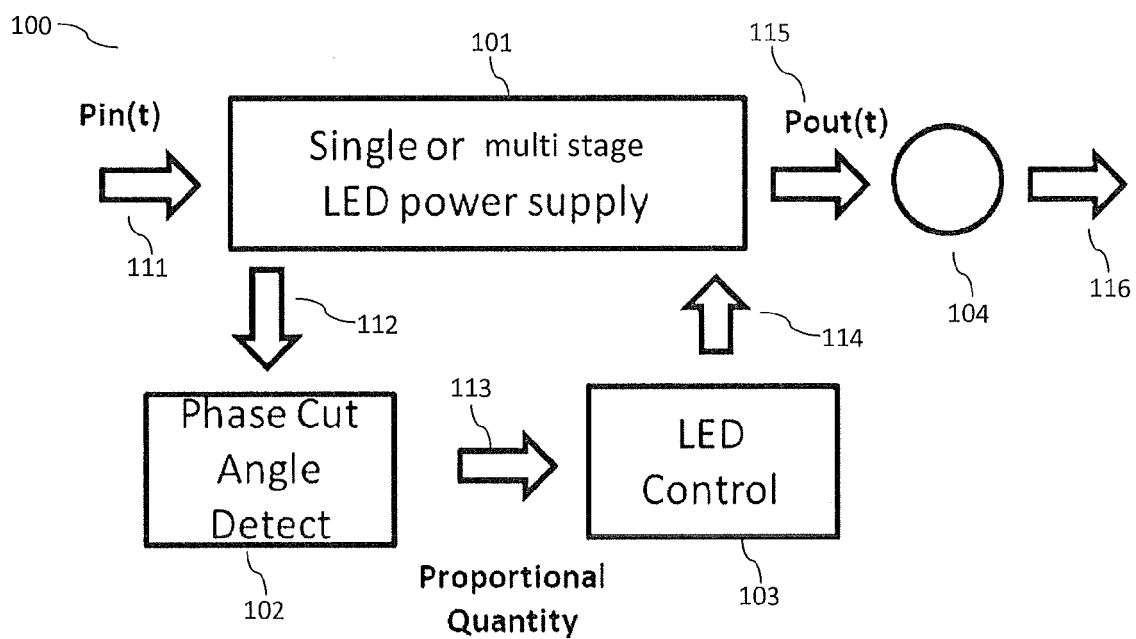 100
101
115
Pin(t)
Pout(t)
Single or multi stage
LED power supply
111
112
114
104
116
113
Phase Cut
Angle
Detect
LED
Control
102
Proportional
Quantity
103